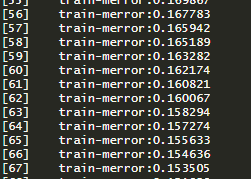 [55] train-merror:0.169867
[56] train-merror:0.167783
[57] train-merror:0.165942
[58] train-merror:0.165189
[59] train-merror:0.163282
[60] train-merror:0.162174
[61] train-merror:0.160821
[62] train-merror:0.160067
[63] train-merror:0.158294
[64] train-merror:0.157274
[65] train-merror:0.155633
[66] train-merror:0.154636
[67] train-merror:0.153505